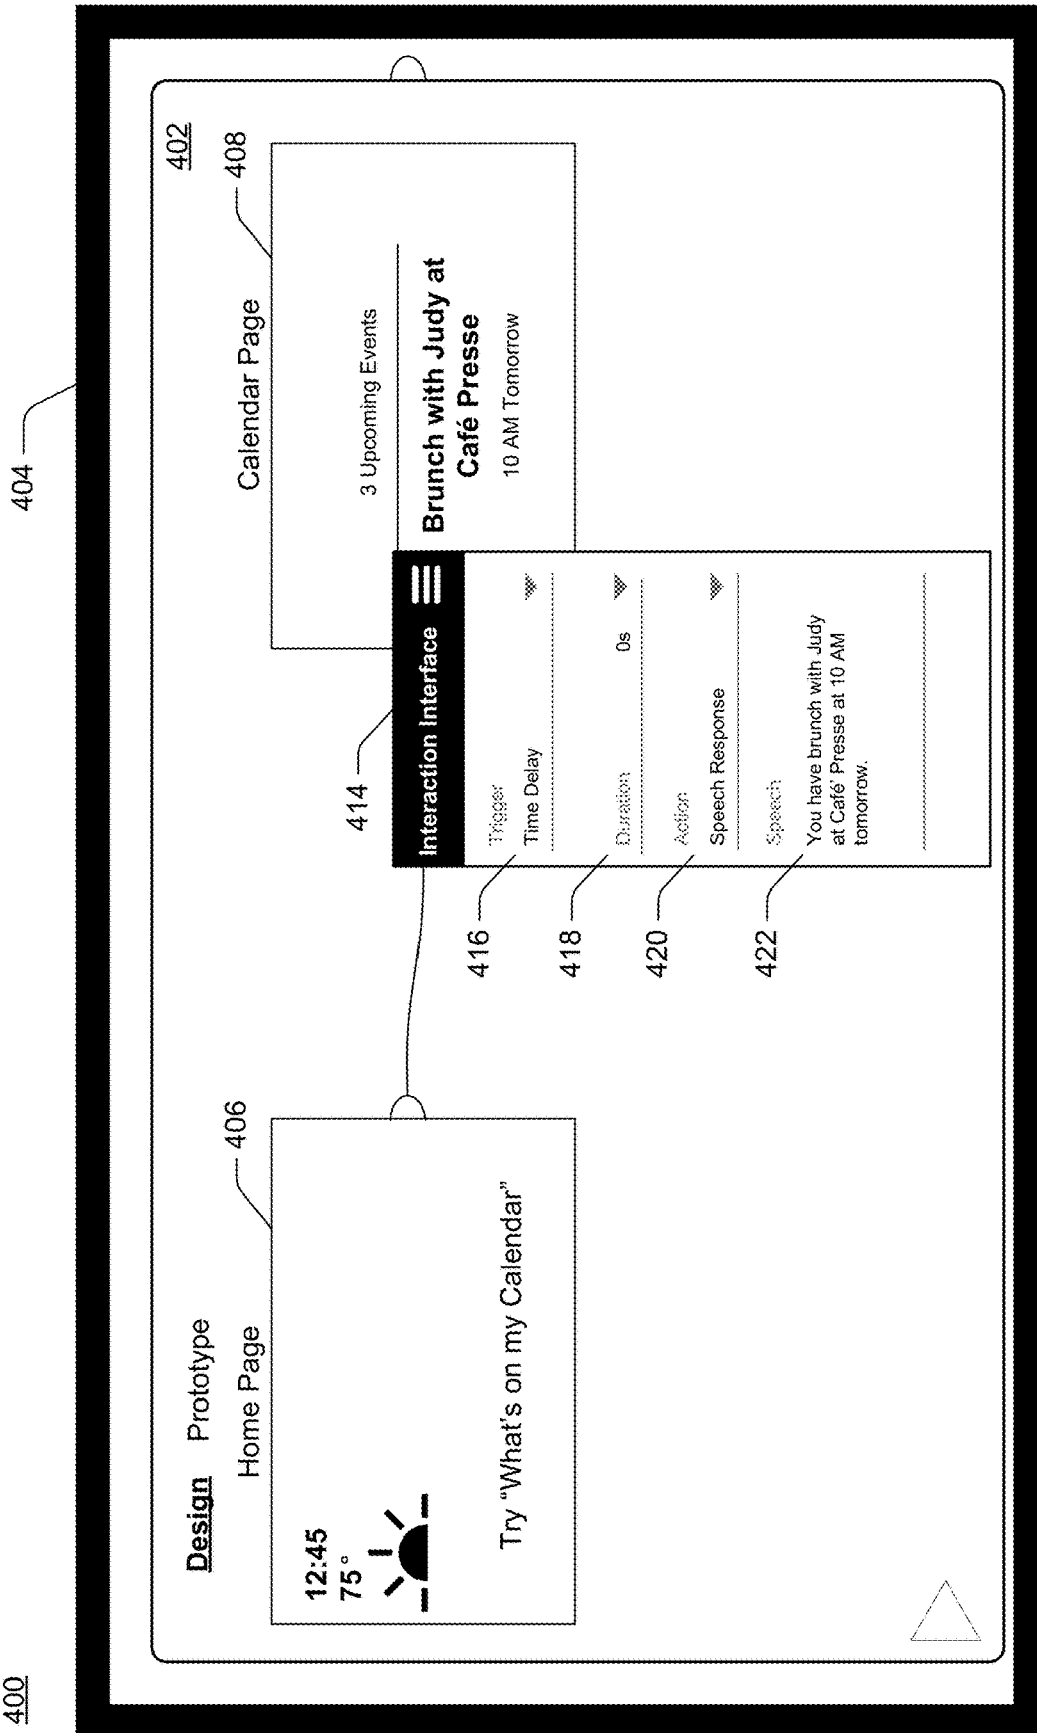 400
404
402
Design Prototype
Home Page
406
12:45
75°
Try “What's on my Calendar”
Calendar Page
408
3 Upcoming Events
Brunch with Judy at
Café Presse
10 AM Tomorrow
414
Interaction Interface
416
Trigger
Time Delay
418
Duration 0s
420
Action
Speech Response
422
Speech
You have brunch with Judy
at Café' Presse at 10 AM
tomorrow.